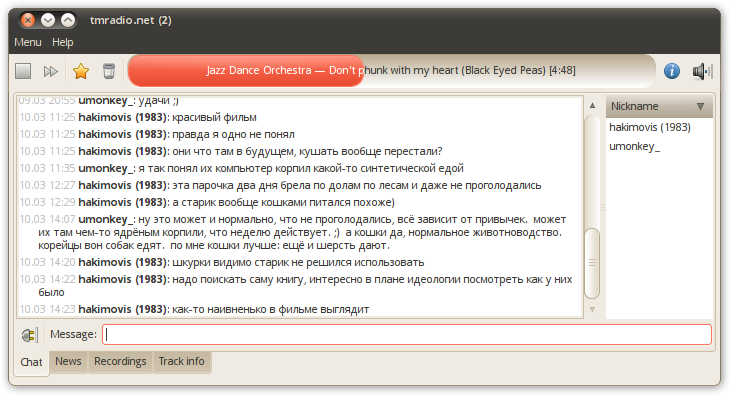 tmradio.net (2)
Menu Help
Jazz Dance Orchestra — Don't phunk with my heart (Black Eyed Peas) [4:48]
09.03 20:55 umonkey_: удачи ;)
10.03 11:25 hakimovis (1983): красивый фильм
10.03 11:25 hakimovis (1983): правда я одно не понял
10.03 11:25 hakimovis (1983): они что там в будущем, кушать вообще перестали?
10.03 11:35 umonkey_: я так понял их компьютер корпил какой-то синтетической едой
10.03 12:27 hakimovis (1983): эта парочка два дня брела по долам по лесам и даже не проголодались
10.03 12:27 hakimovis (1983): а старик вообще кошками питался похоже)
10.03 14:07 umonkey_: ну это может и нормально, что не проголодались, всё зависит от привычек. может
их там чем-то ядрёным корпили, что неделю действует. ;) а кошки да, нормальное животноводство.
корейцы вон собак едят. по мне кошки лучше: ещё и шерсть дают.
10.03 14:20 hakimovis (1983): шкурки видимо старик не решился использовать
10.03 14:22 hakimovis (1983): надо поискать саму книгу, интересно в плане идеологии посмотреть как у них
было
10.03 14:23 hakimovis (1983): как-то наивненько в фильме выглядит
Nickname
hakimovis (1983)
umonkey_
Message:
Chat News Recordings Track info